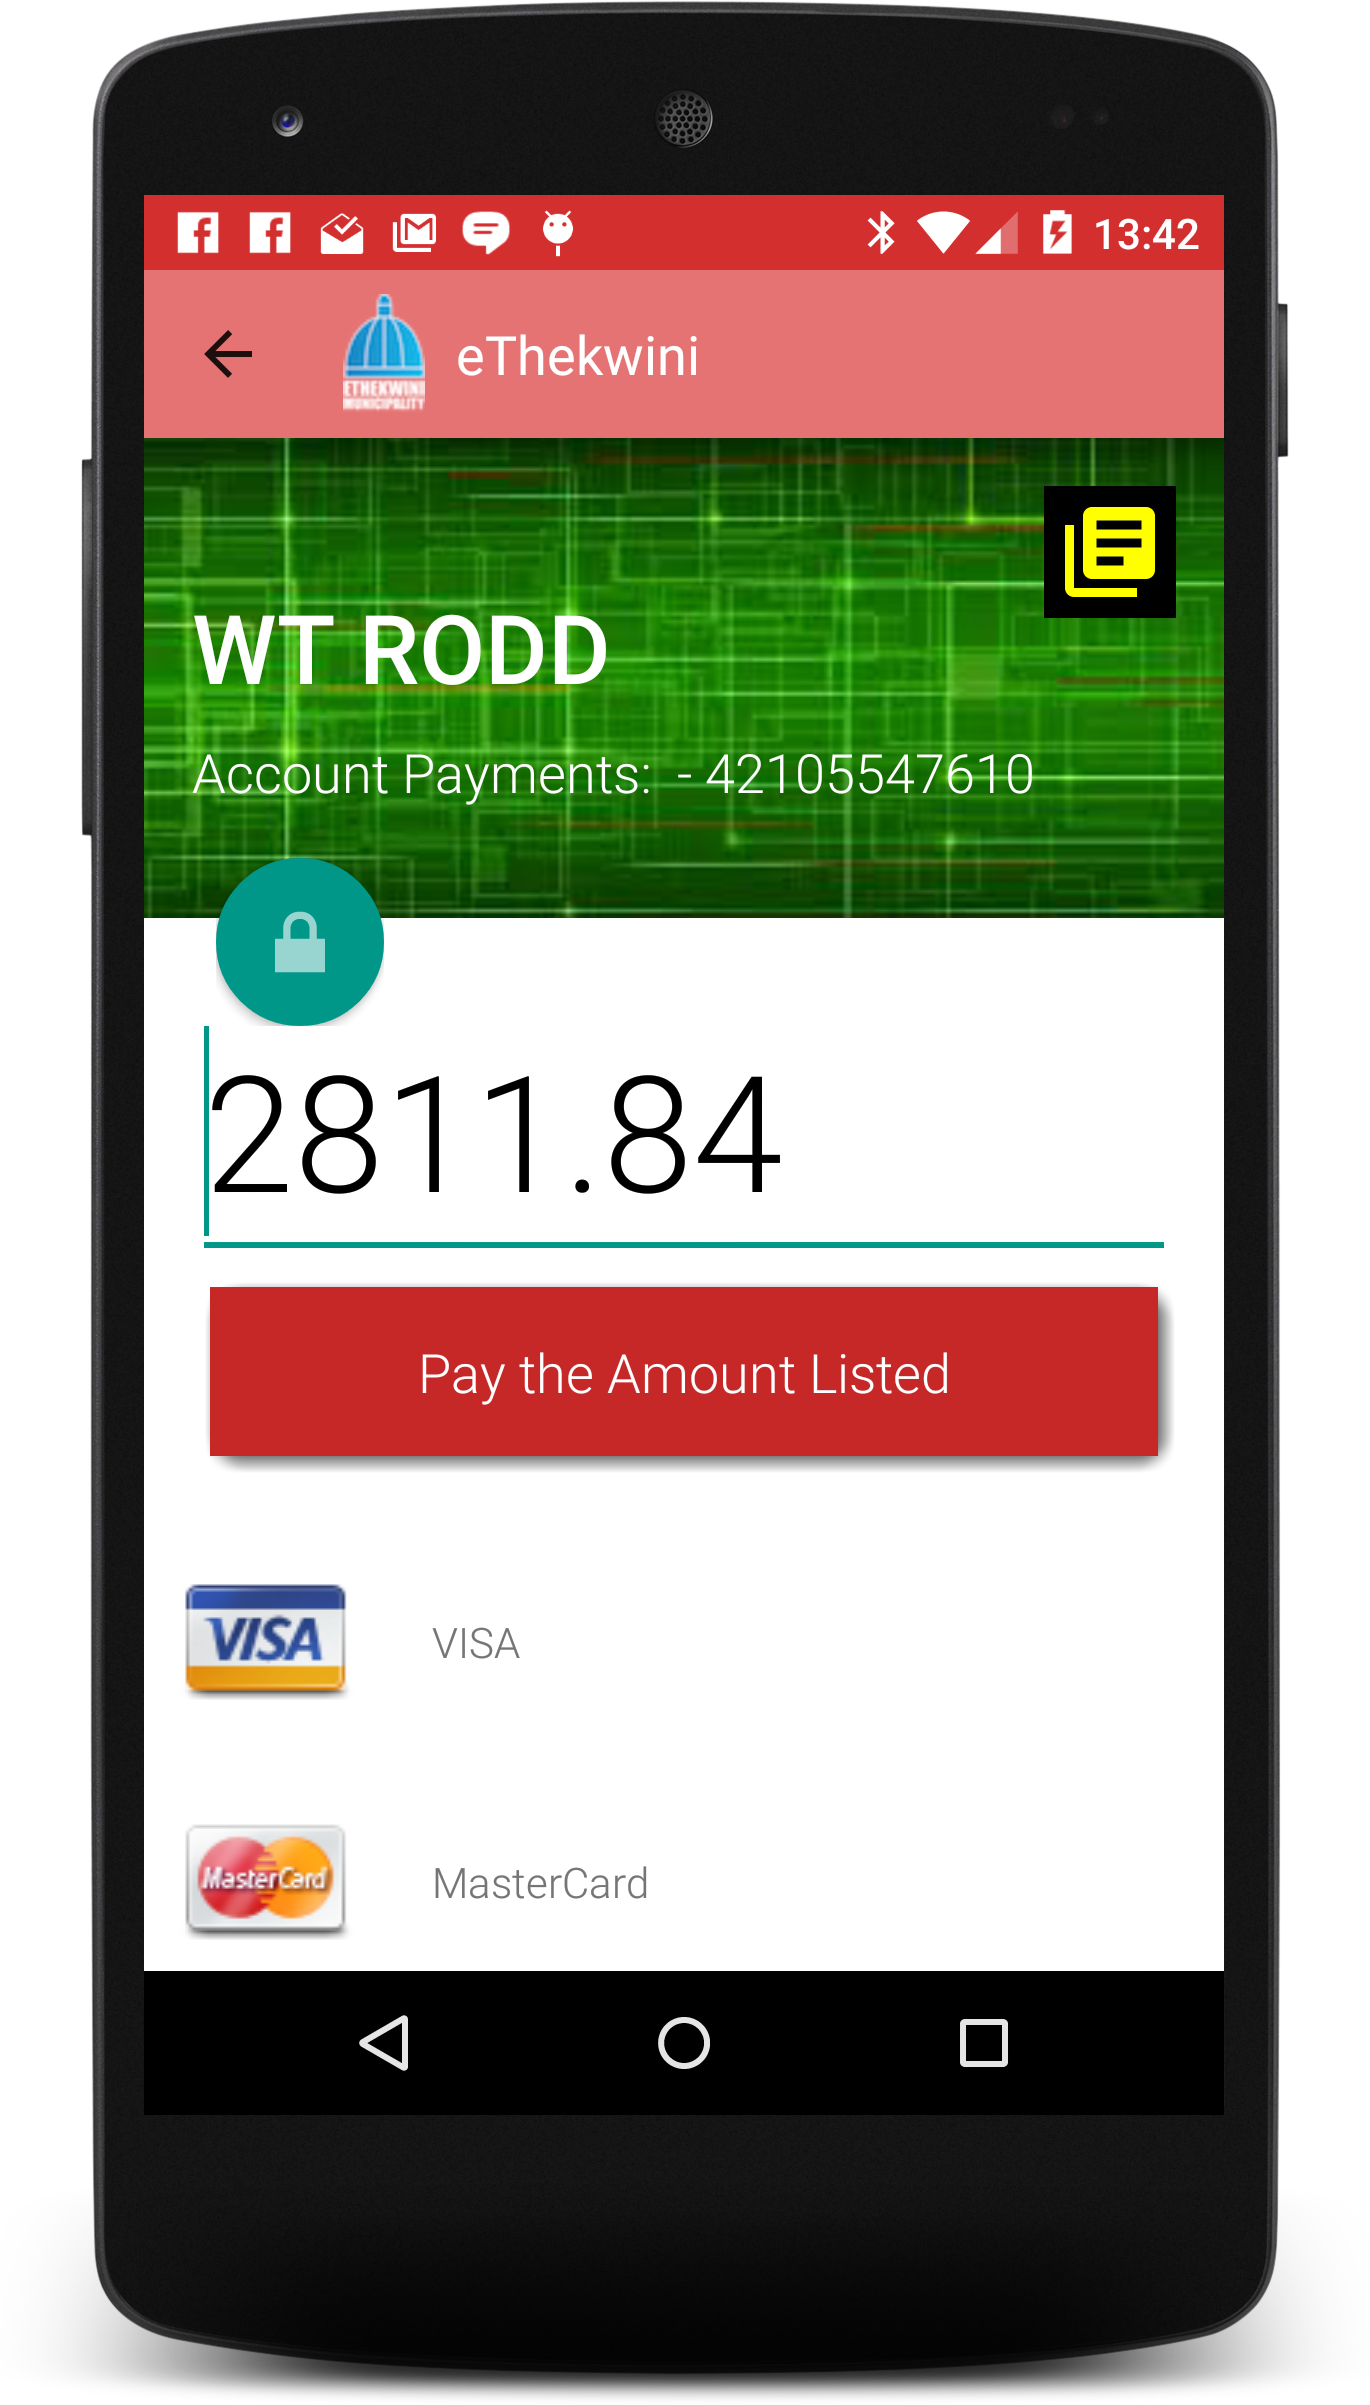 13:42
ETHEKWINI
MUNICIPALITY
eThekwini
WT RODD
Account Payments:  - 42105547610
2811.84
Pay the Amount Listed
VISA
VISA
MasterCard
MasterCard